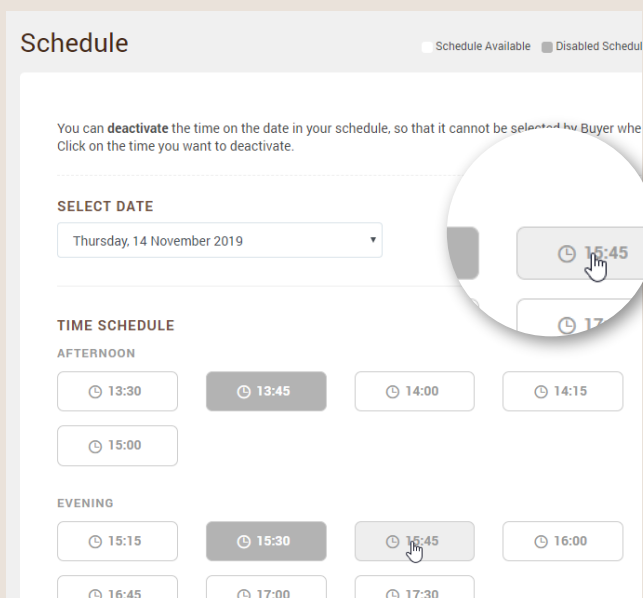 Schedule
Schedule Available Disabled Schedul
You can deactivate the time on the date in your schedule, so that it cannot be selected by Buyer whe
Click on the time you want to deactivate.
SELECT DATE
Thursday, 14 November 2019
15:45
17
TIME SCHEDULE
AFTERNOON
13:30 13:45 14:00 14:15
15:00
EVENING
15:15 15:30 15:45 16:00
16:45 17:00 17:30